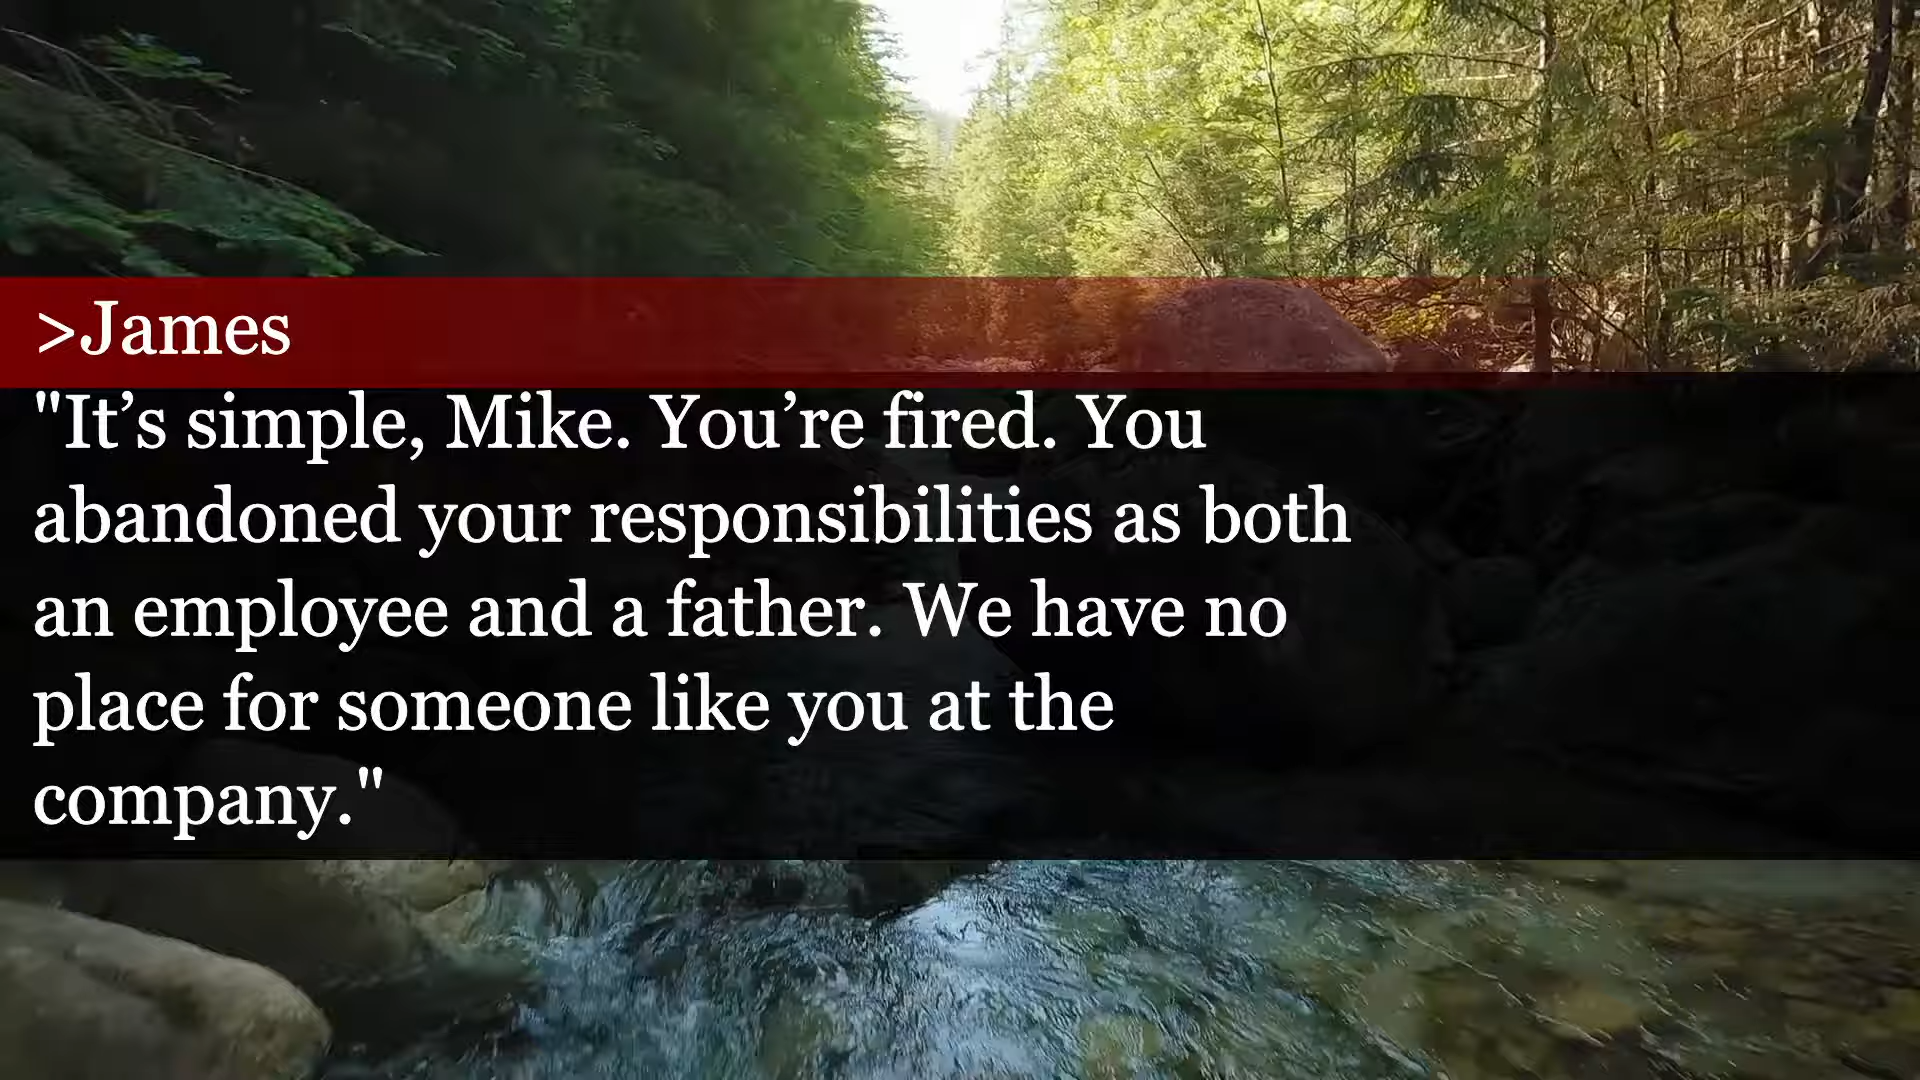 >James
"It’s simple, Mike. You’re fired. You
abandoned your responsibilities as both
an employee and a father. We have no
place for someone like you at the
company."